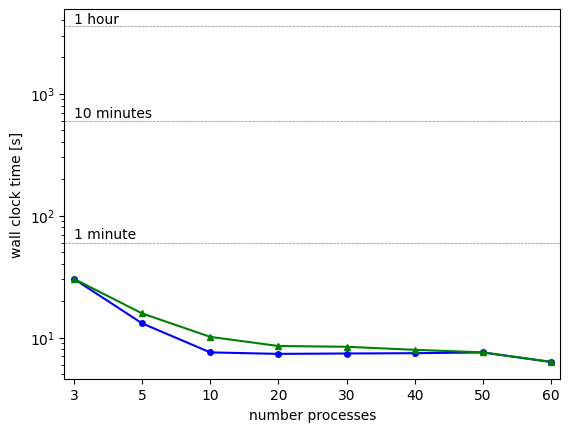 1 hour
10 minutes
1 minute
10³
10²
10¹
wall clock time [s]
3 5 10 20 30 40 50 60
number processes